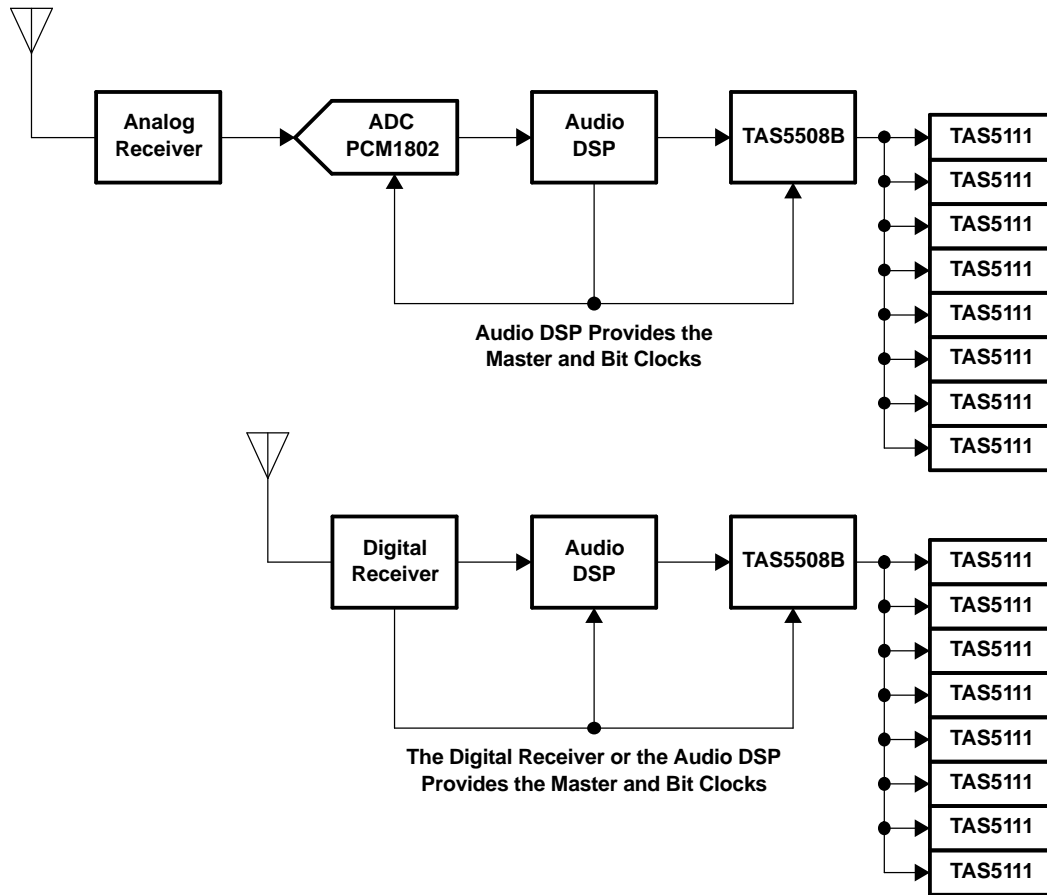 Analog
Receiver
ADC
PCM1802
Audio
DSP
TAS5508B
TAS5111
TAS5111
TAS5111
TAS5111
TAS5111
TAS5111
TAS5111
TAS5111
Audio DSP Provides the
Master and Bit Clocks
Digital
Receiver
Audio
DSP
TAS5508B
TAS5111
TAS5111
TAS5111
TAS5111
TAS5111
TAS5111
TAS5111
TAS5111
The Digital Receiver or the Audio DSP
Provides the Master and Bit Clocks